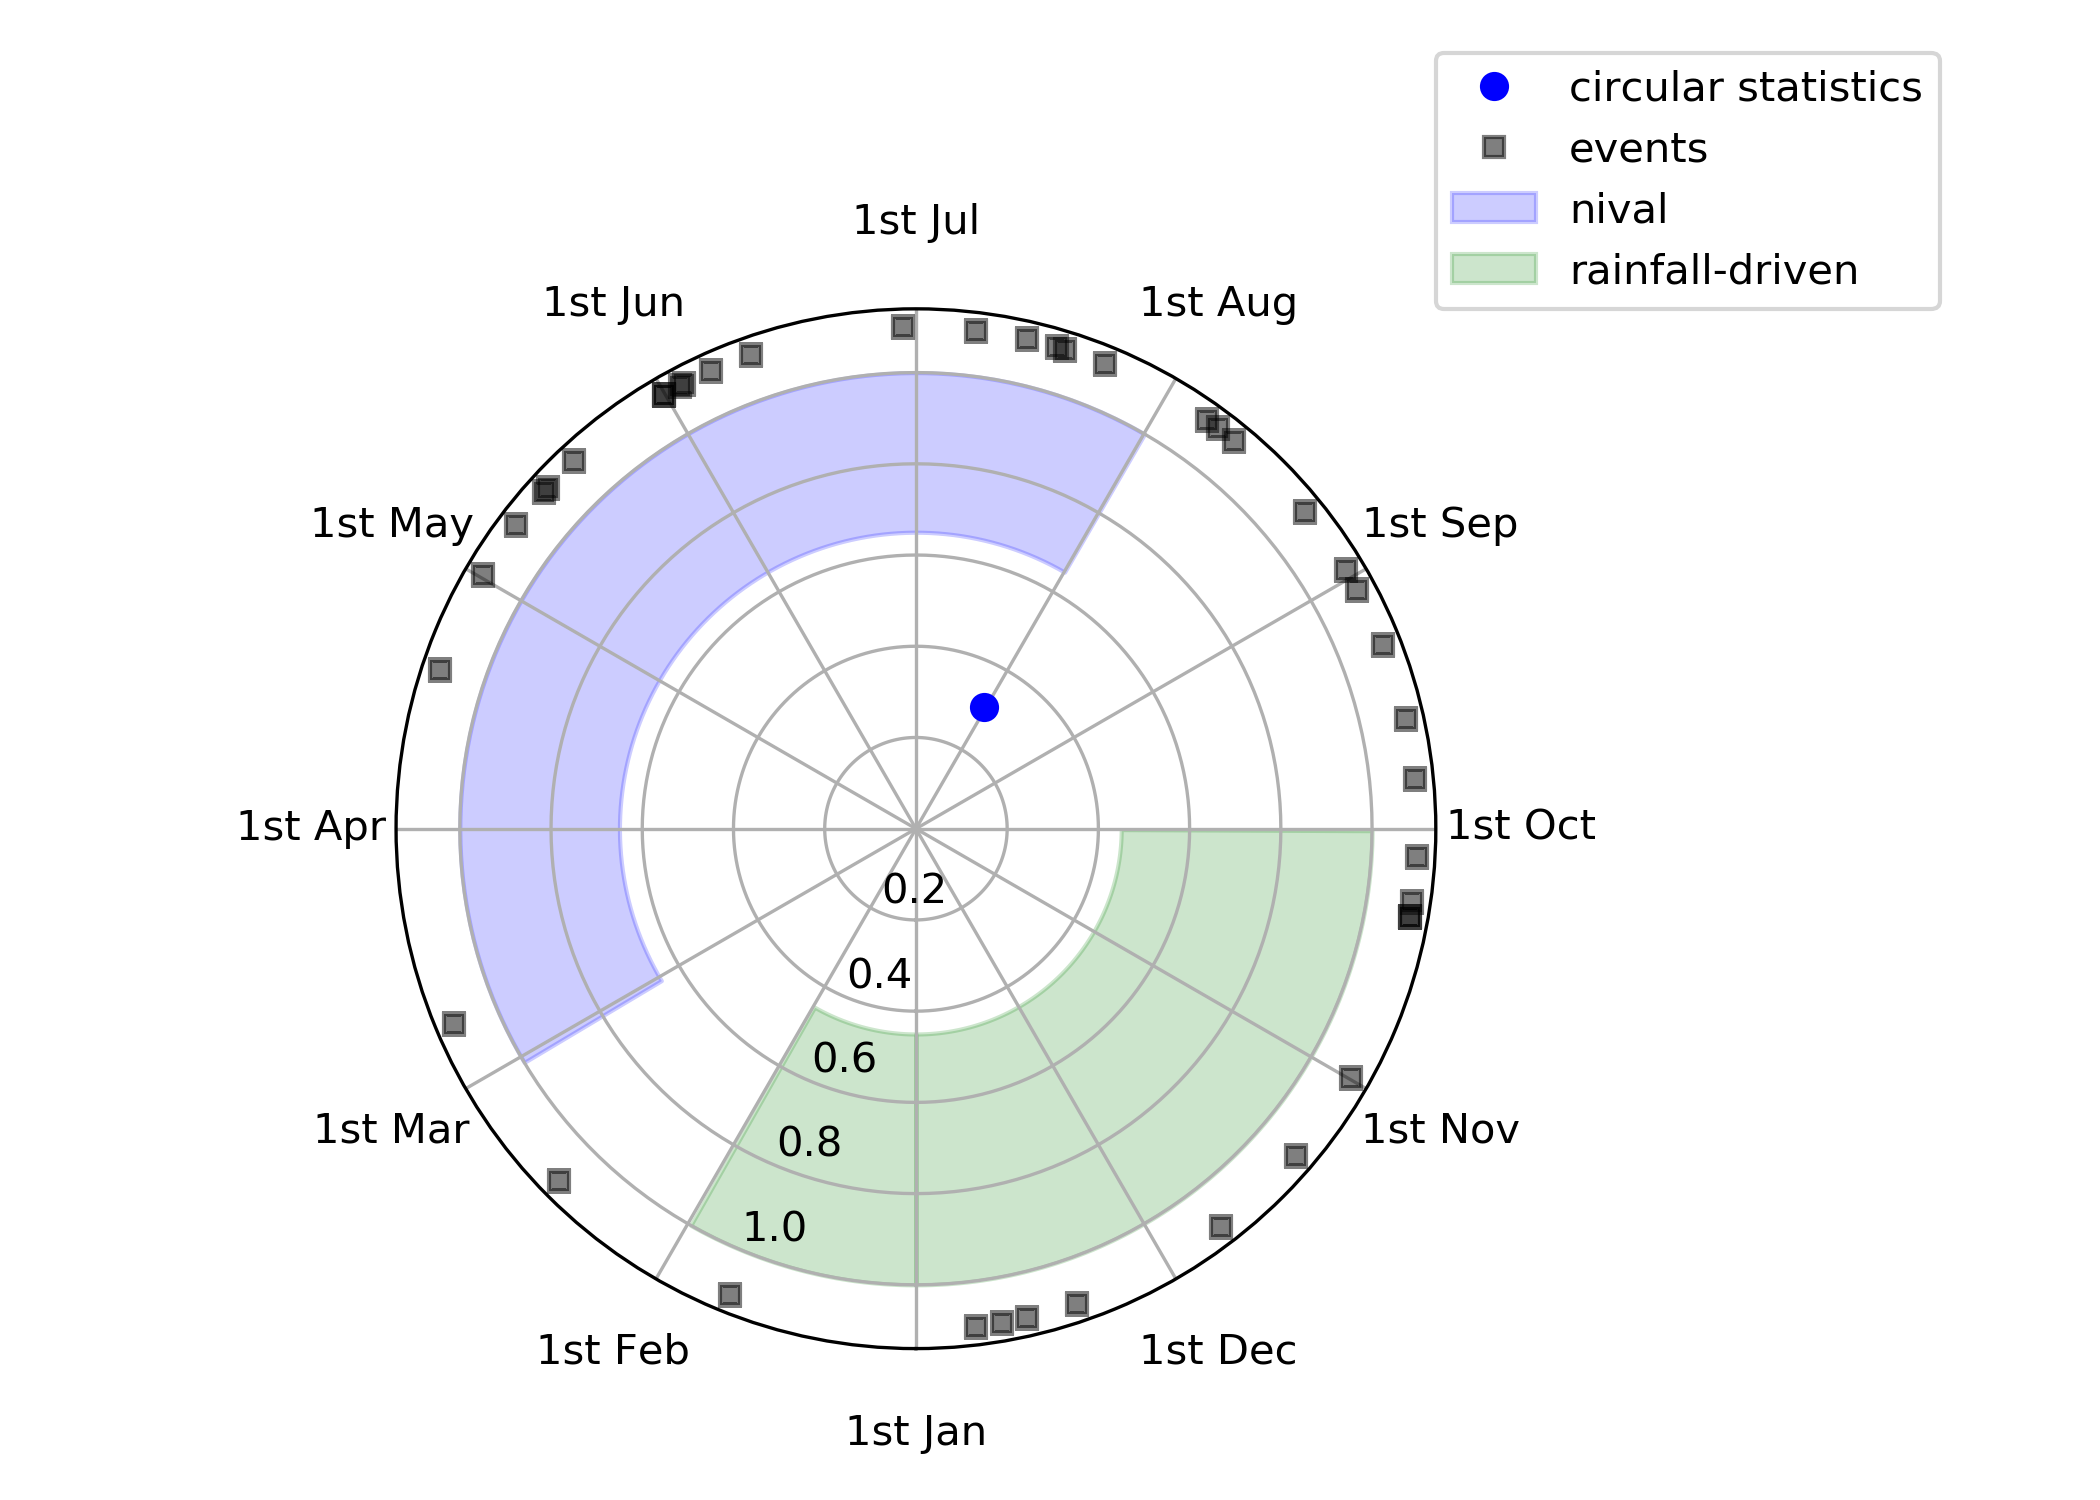 circular statistics
events
nival
rainfall-driven
1st Jul
1st Jun
1st Aug
1st May
1st Sep
1st Apr
1st Oct
0.2
0.4
0.6
1st Mar
1st Nov
0.8
1.0
1st Feb
1st Dec
1st Jan